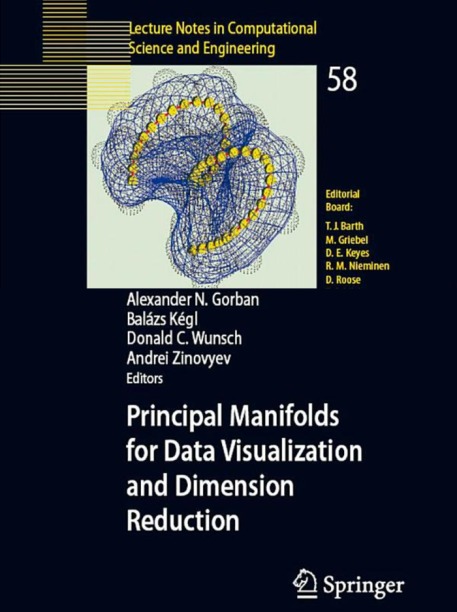 Lecture Notes in Computational
Science and Engineering
58
Editorial
Board:
T. J. Barth
M. Griebel
D. E. Keyes
R. M. Nieminen
D. Roose
Alexander N. Gorban
Balázs Kégl
Donald C. Wunsch
Andrei Zinovyev
Editors
Principal Manifolds
for Data Visualization
and Dimension
Reduction
Springer